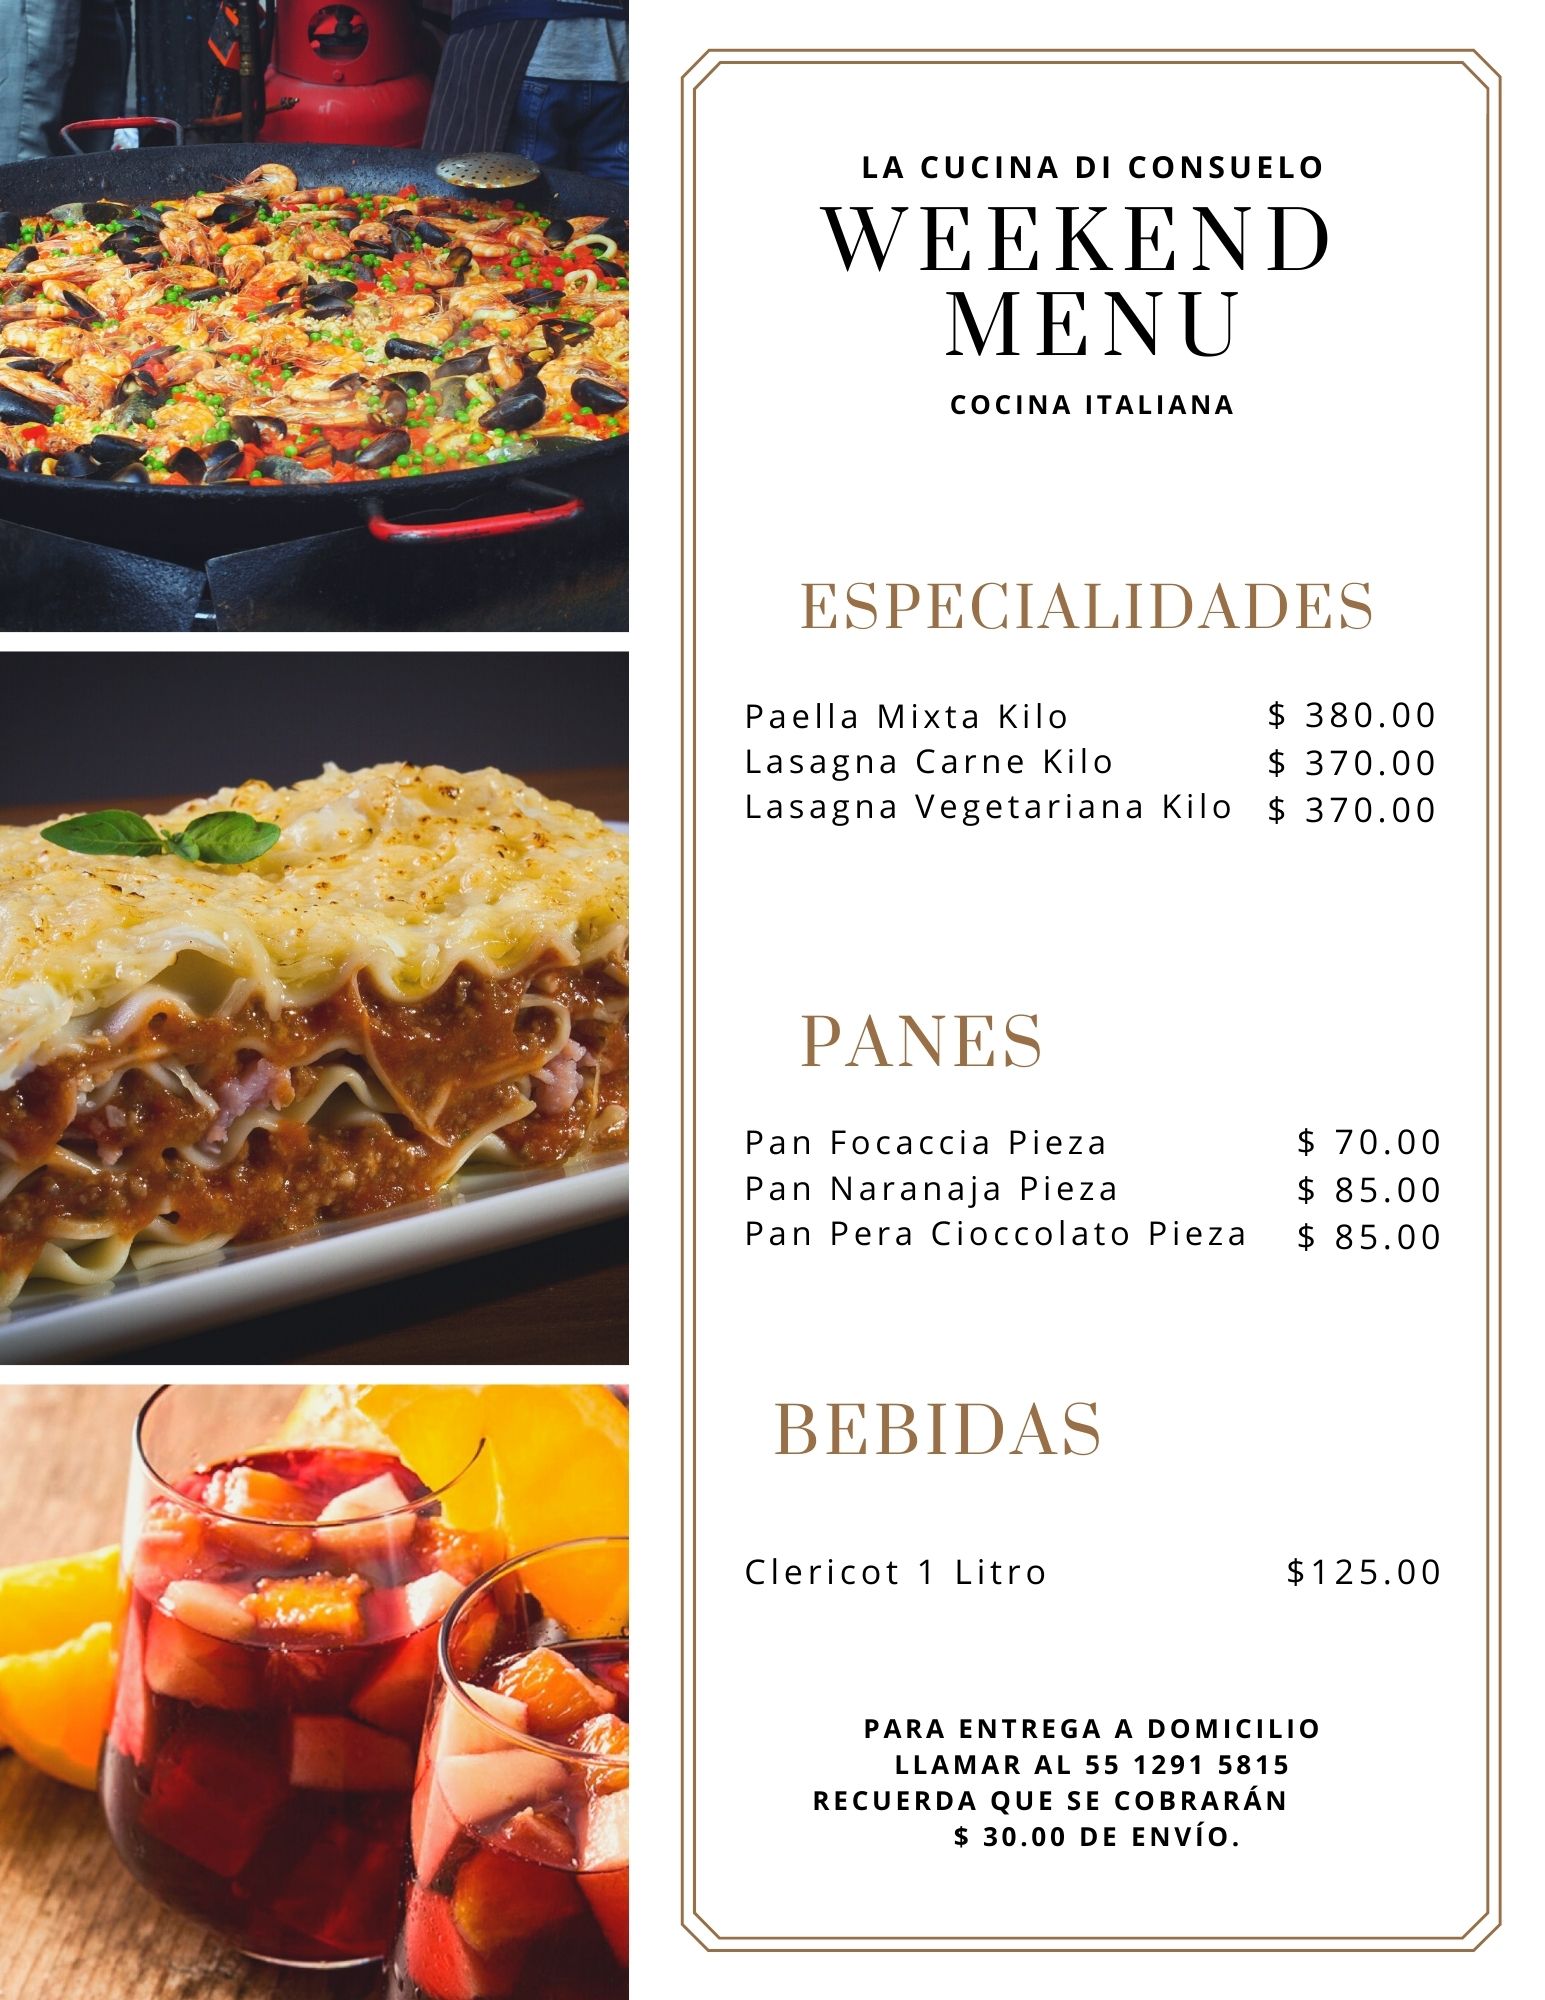 LA CUCINA DI CONSUELO
WEEKEND
MENU
COCINA ITALIANA
ESPECIALIDADES
Paella Mixta Kilo $ 380.00
Lasagna Carne Kilo $ 370.00
Lasagna Vegetariana Kilo $ 370.00
PANES
Pan Focaccia Pieza $ 70.00
Pan Naranaja Pieza $ 85.00
Pan Pera Cioccolato Pieza $ 85.00
BEBIDAS
Clericot 1 Litro $125.00
PARA ENTREGA A DOMICILIO
LLAMAR AL 55 1291 5815
RECUERDA QUE SE COBRARÁN
$ 30.00 DE ENVÍO.